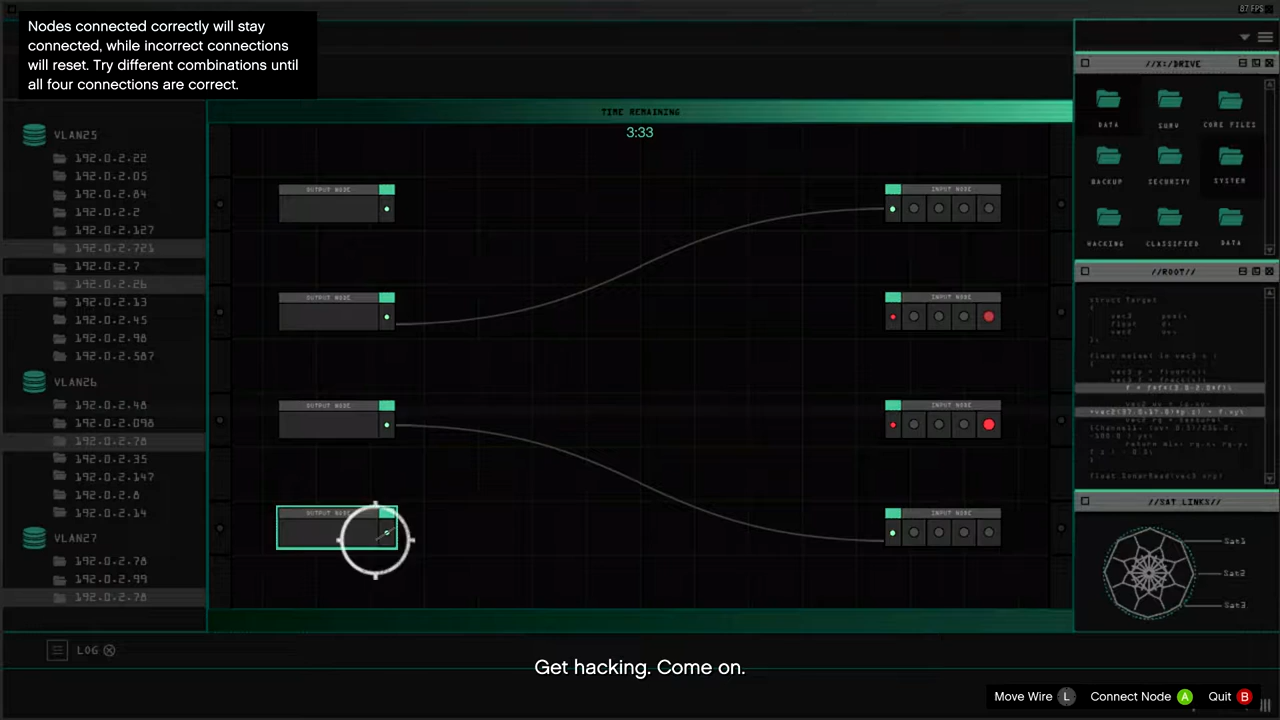 87 FPS
Nodes connected correctly will stay
connected, while incorrect connections
will reset. Try different combinations until
all four connections are correct.
TIME REMAINING
3:33
VLAN25
192.0.2.22
192.0.2.05
192.0.2.84
192.0.2.2
192.0.2.127
192.0.2.721
192.0.2.7
192.0.2.26
192.0.2.13
192.0.2.45
192.0.2.98
192.0.2.587
VLAN26
192.0.2.48
192.0.2.098
192.0.2.78
192.0.2.35
192.0.2.147
192.0.2.8
192.0.2.14
VLAN27
192.0.2.78
192.0.2.99
192.0.2.78
OUTPUT NODE
INPUT NODE
OUTPUT NODE
INPUT NODE
OUTPUT NODE
INPUT NODE
OUTPUT NODE
INPUT NODE
//X:/DRIVE
DATA
SURV
CORE FILES
BACKUP
SECURITY
SYSTEM
HACKING
CLASSIFIED
DATA
//ROOT//
struct Target
//SAT LINKS//
Sat1
Sat2
Sat3
LOG
Get hacking. Come on.
Move Wire L
Connect Node A
Quit B